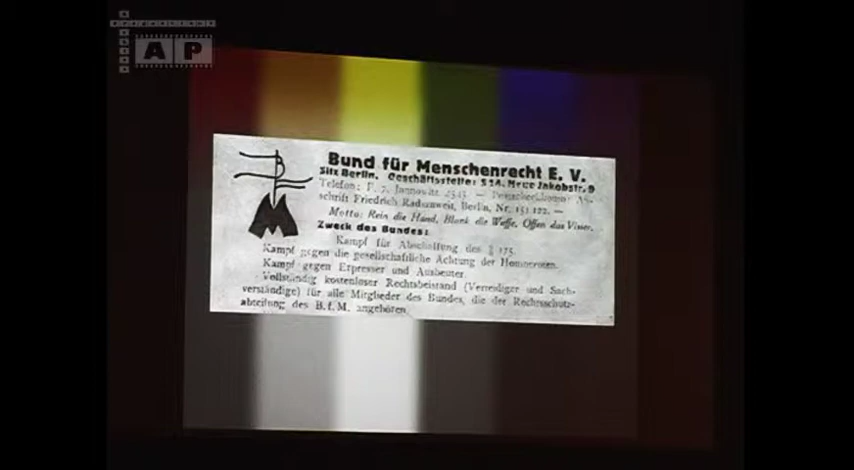 AP
Bund für Menschenrecht E. V.
Sitz Berlin. Geschäftsstelle: S 14, Neue Jakobstr. 9
Telefon: F. 7, Jannowitz
schrift Friedrich Radszuweit, Berlin, Nr. 151 122. —
Motto: Rein die Hand, Blank die Waffe, Offen das Visier.
Zweck des Bundes:
Kampf für Abschaffung des § 175.
Kampf gegen die gesellschaftliche Ächtung der Homoeroten.
Kampf gegen Erpresser und Ausbeuter.
Vollständig kostenloser Rechtsbeistand (Verteidiger und Sach-
verständige) für alle Mitglieder des Bundes, die der Rechtsschutz-
abteilung des B. f. M. angehören.